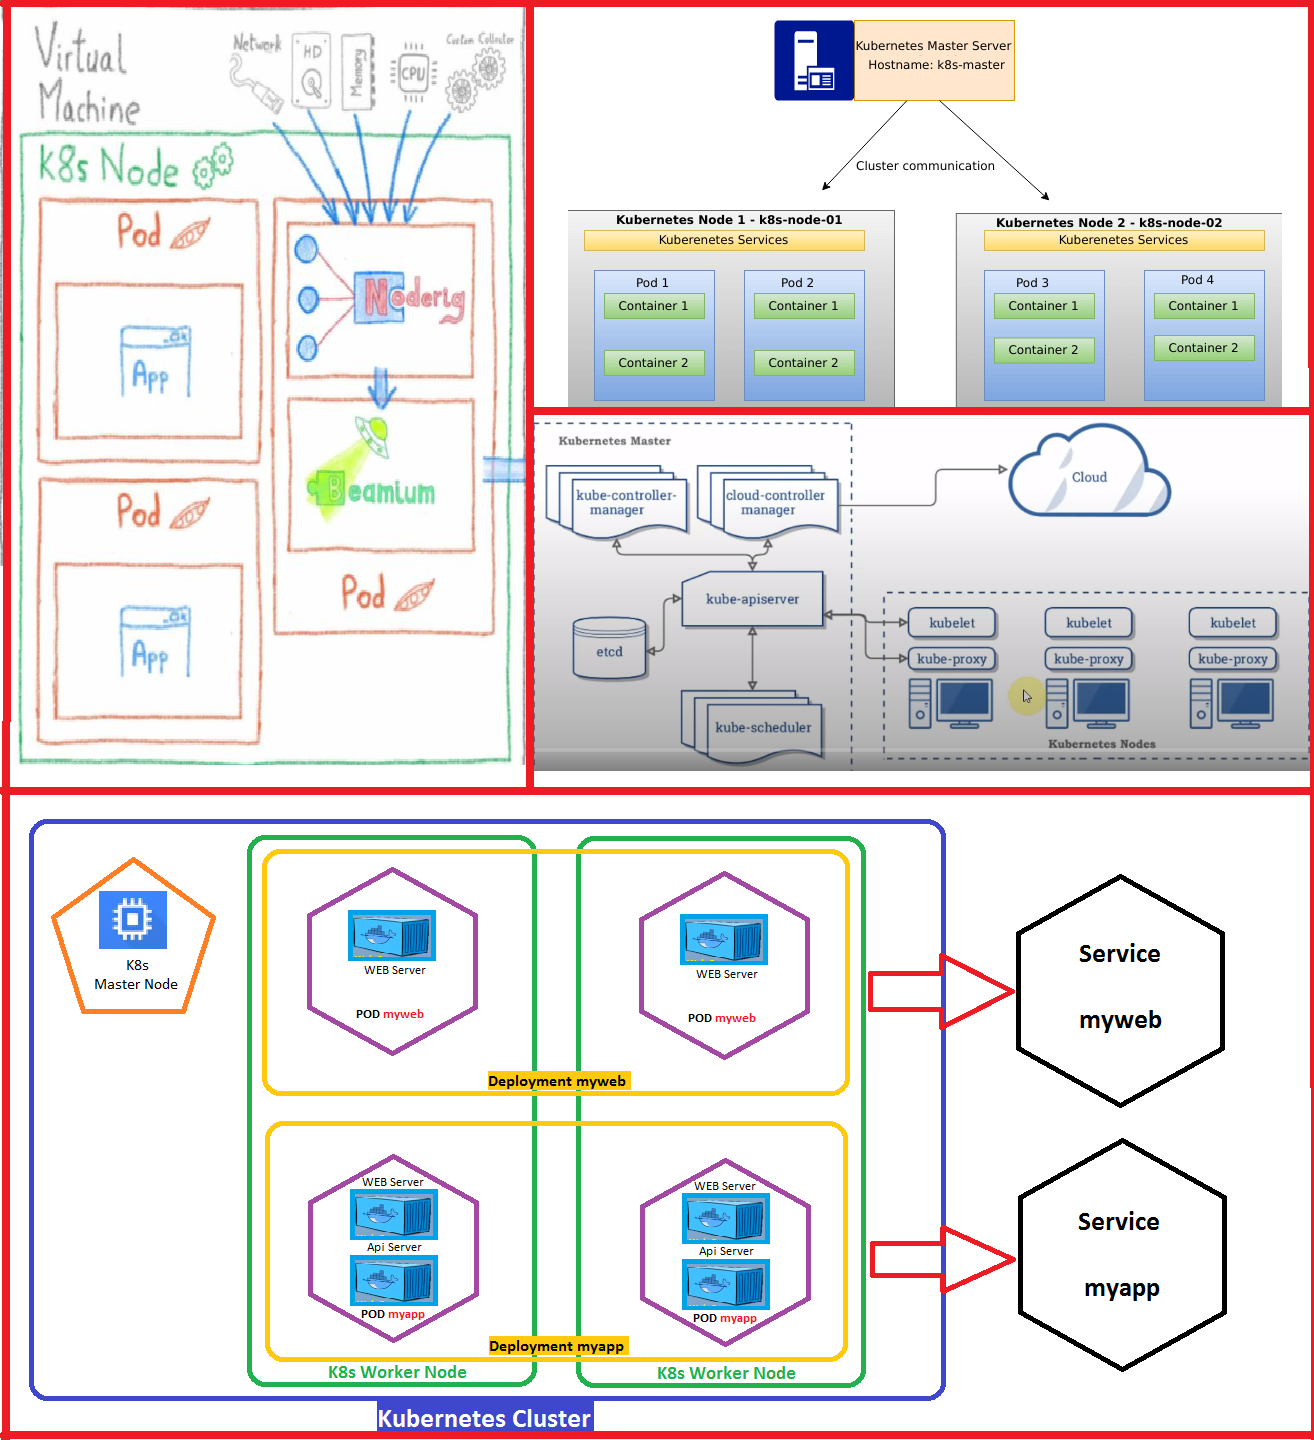 Virtual
Machine
Network
HD
Memory
CPU
Custom Collector
K8s Node
Pod
App
Noderig
Beamium
Pod
Pod
App
Kubernetes Master Server
Hostname: k8s-master
Cluster communication
Kubernetes Node 1 - k8s-node-01
Kuberenetes Services
Pod 1
Container 1
Container 2
Pod 2
Container 1
Container 2
Kubernetes Node 2 - k8s-node-02
Kuberenetes Services
Pod 3
Container 1
Container 2
Pod 4
Container 1
Container 2
Kubernetes Master
kube-controller-
manager
cloud-controller
manager
Cloud
kube-apiserver
etcd
kube-scheduler
kubelet
kubelet
kubelet
kube-proxy
kube-proxy
kube-proxy
Kubernetes Nodes
K8s
Master Node
WEB Server
POD myweb
WEB Server
POD myweb
Deployment myweb
Service
myweb
WEB Server
Api Server
POD myapp
WEB Server
Api Server
POD myapp
Deployment myapp
Service
myapp
K8s Worker Node
K8s Worker Node
Kubernetes Cluster